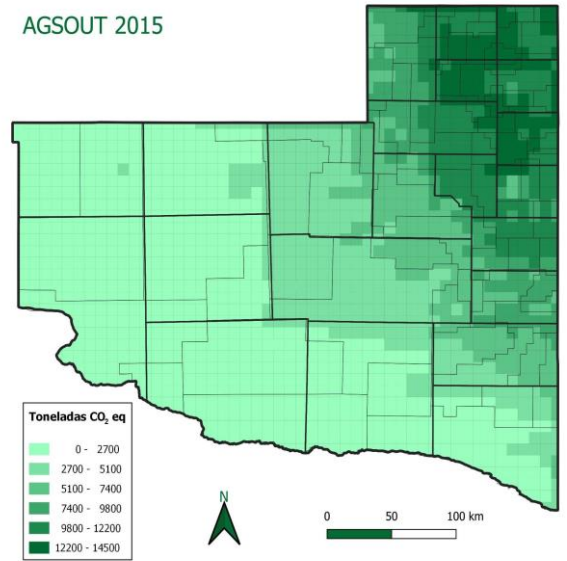 AGSOUT 2015
Toneladas CO₂ eq
0 - 2700
2700 - 5100
5100 - 7400
7400 - 9800
9800 - 12200
12200 - 14500
N
0 50 100 km